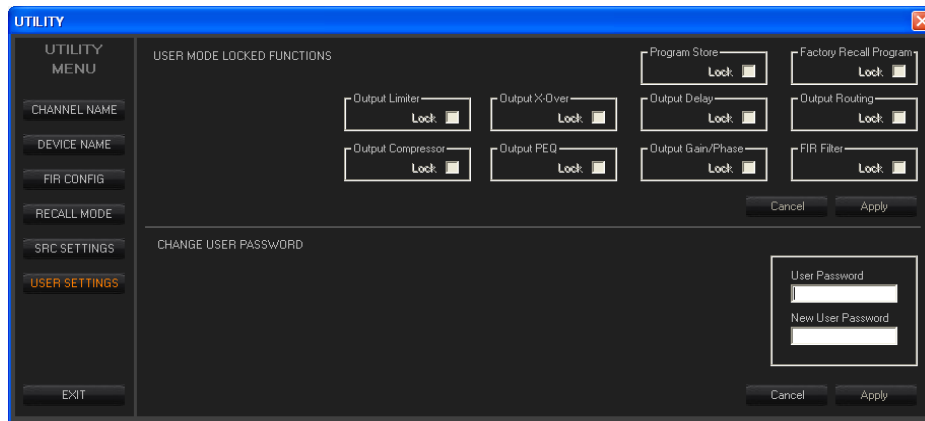 UTILITY
UTILITY
MENU
CHANNEL NAME
DEVICE NAME
FIR CONFIG
RECALL MODE
SRC SETTINGS
USER SETTINGS
EXIT
USER MODE LOCKED FUNCTIONS
Program Store
Lock
Factory Recall Program
Lock
Output Limiter
Lock
Output X-Over
Lock
Output Delay
Lock
Output Routing
Lock
Output Compressor
Lock
Output PEQ
Lock
Output Gain/Phase
Lock
FIR Filter
Lock
Cancel
Apply
CHANGE USER PASSWORD
User Password
New User Password
Cancel
Apply